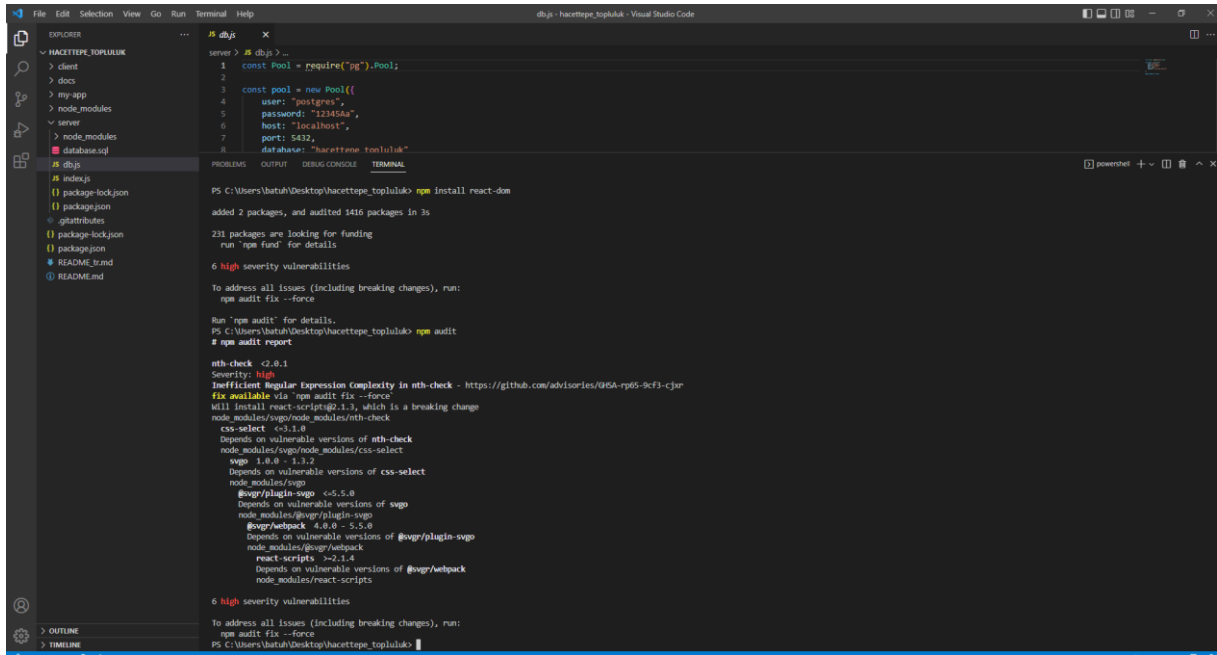 File Edit Selection View Go Run Terminal Help
db.js - hacettepe_topluluk - Visual Studio Code
EXPLORER
HACETTEPE_TOPLULUK
client
docs
my-app
node_modules
server
node_modules
database.sql
JS db.js
JS index.js
{} package-lock.json
{} package.json
.gitattributes
{} package-lock.json
{} package.json
README_tr.md
README.md
OUTLINE
TIMELINE
JS db.js
server > JS db.js > ...
1 const Pool = require("pg").Pool;
2
3 const pool = new Pool({
4 user: "postgres",
5 password: "12345Aa",
6 host: "localhost",
7 port: 5432,
8 database: "hacettepe_topluluk"
PROBLEMS OUTPUT DEBUG CONSOLE TERMINAL
powershell
PS C:\Users\batuh\Desktop\hacettepe_topluluk> npm install react-dom
added 2 packages, and audited 1416 packages in 3s
231 packages are looking for funding
run `npm fund` for details
6 high severity vulnerabilities
To address all issues (including breaking changes), run:
npm audit fix --force
Run `npm audit` for details.
PS C:\Users\batuh\Desktop\hacettepe_topluluk> npm audit
# npm audit report
nth-check <2.0.1
Severity: high
Inefficient Regular Expression Complexity in nth-check - https://github.com/advisories/GHSA-rp65-9cf3-cjxr
fix available via `npm audit fix --force`
Will install react-scripts@2.1.3, which is a breaking change
node_modules/svgo/node_modules/nth-check
css-select <=3.1.0
Depends on vulnerable versions of nth-check
node_modules/svgo/node_modules/css-select
svgo 1.0.0 - 1.3.2
Depends on vulnerable versions of css-select
node_modules/svgo
@svgr/plugin-svgo <=5.5.0
Depends on vulnerable versions of svgo
node_modules/@svgr/plugin-svgo
@svgr/webpack 4.0.0 - 5.5.0
Depends on vulnerable versions of @svgr/plugin-svgo
node_modules/@svgr/webpack
react-scripts >=2.1.4
Depends on vulnerable versions of @svgr/webpack
node_modules/react-scripts
6 high severity vulnerabilities
To address all issues (including breaking changes), run:
npm audit fix --force
PS C:\Users\batuh\Desktop\hacettepe_topluluk>